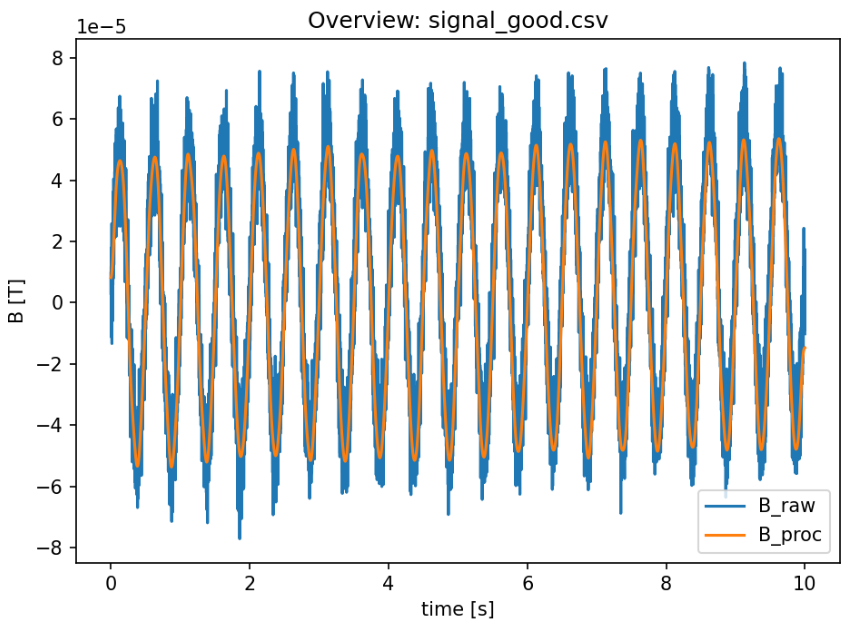 Overview: signal_good.csv
1e−5
8
6
4
2
0
−2
−4
−6
−8
B [T]
0 2 4 6 8 10
time [s]
B_raw
B_proc